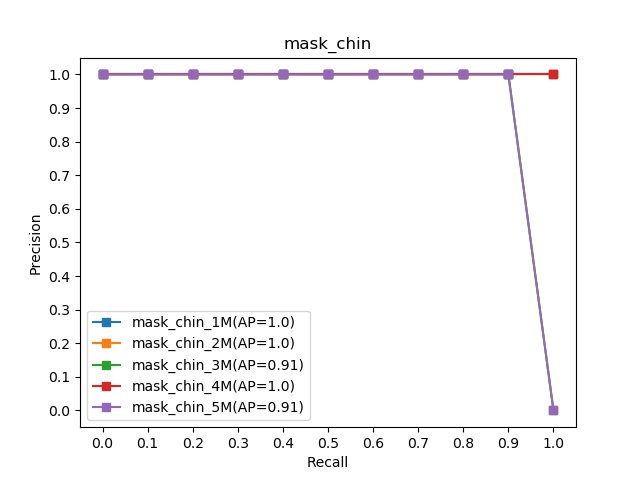 mask_chin
Precision
1.0
0.9
0.8
0.7
0.6
0.5
0.4
0.3
0.2
0.1
0.0
mask_chin_1M(AP=1.0)
mask_chin_2M(AP=1.0)
mask_chin_3M(AP=0.91)
mask_chin_4M(AP=1.0)
mask_chin_5M(AP=0.91)
0.0 0.1 0.2 0.3 0.4 0.5 0.6 0.7 0.8 0.9 1.0
Recall